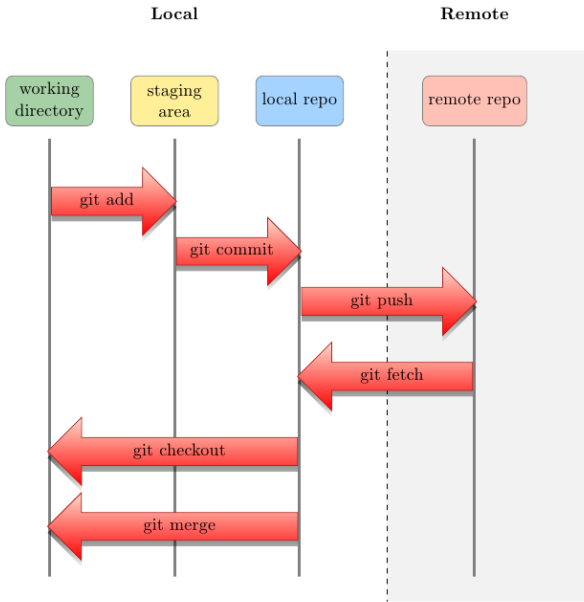 Local
Remote
working
directory
staging
area
local repo
remote repo
git add
git commit
git push
git fetch
git checkout
git merge